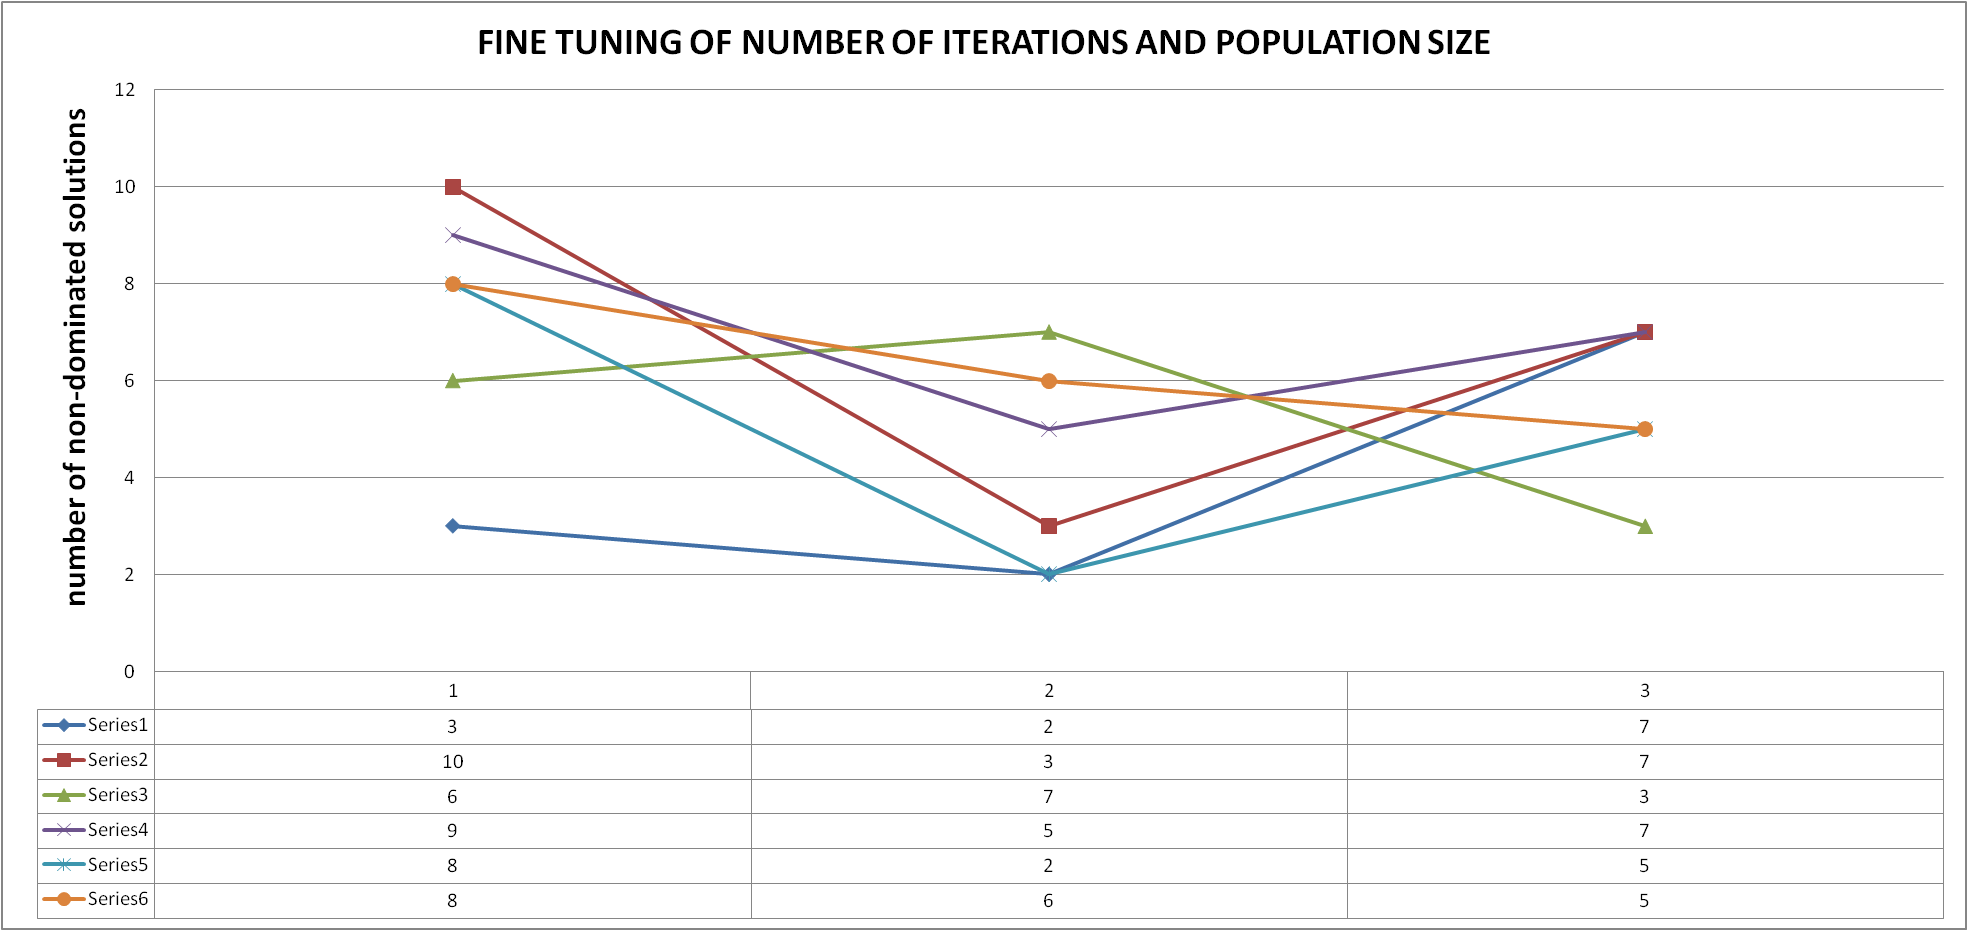 FINE TUNING OF NUMBER OF ITERATIONS AND POPULATION SIZE
number of non-dominated solutions
12
10
8
6
4
2
0
1 2 3
Series1 3 2 7
Series2 10 3 7
Series3 6 7 3
Series4 9 5 7
Series5 8 2 5
Series6 8 6 5